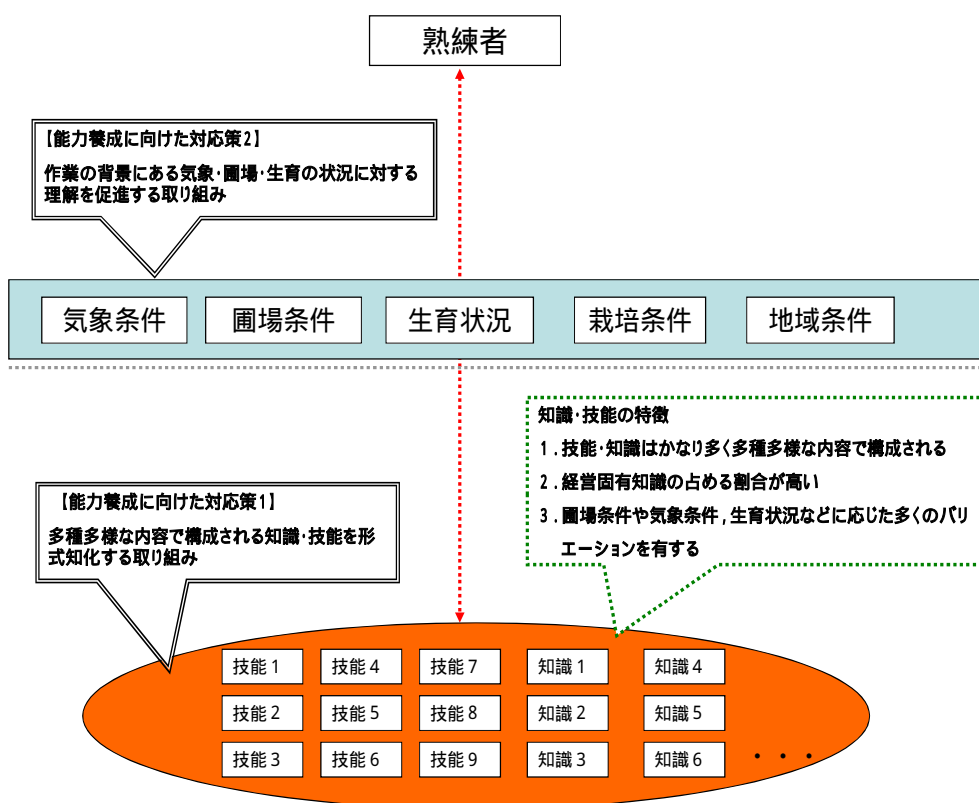 熟練者
【能力養成に向けた対応策2】
作業の背景にある気象・圃場・生育の状況に対する
理解を促進する取り組み
気象条件
圃場条件
生育状況
栽培条件
地域条件
知識・技能の特徴
1．技能・知識はかなり多く多種多様な内容で構成される
2．経営固有知識の占める割合が高い
3．圃場条件や気象条件，生育状況などに応じた多くのバリ
エーションを有する
【能力養成に向けた対応策1】
多種多様な内容で構成される知識・技能を形
式知化する取り組み
技能1 技能4 技能7 知識1 知識4
技能2 技能5 技能8 知識2 知識5
技能3 技能6 技能9 知識3 知識6 ・・・